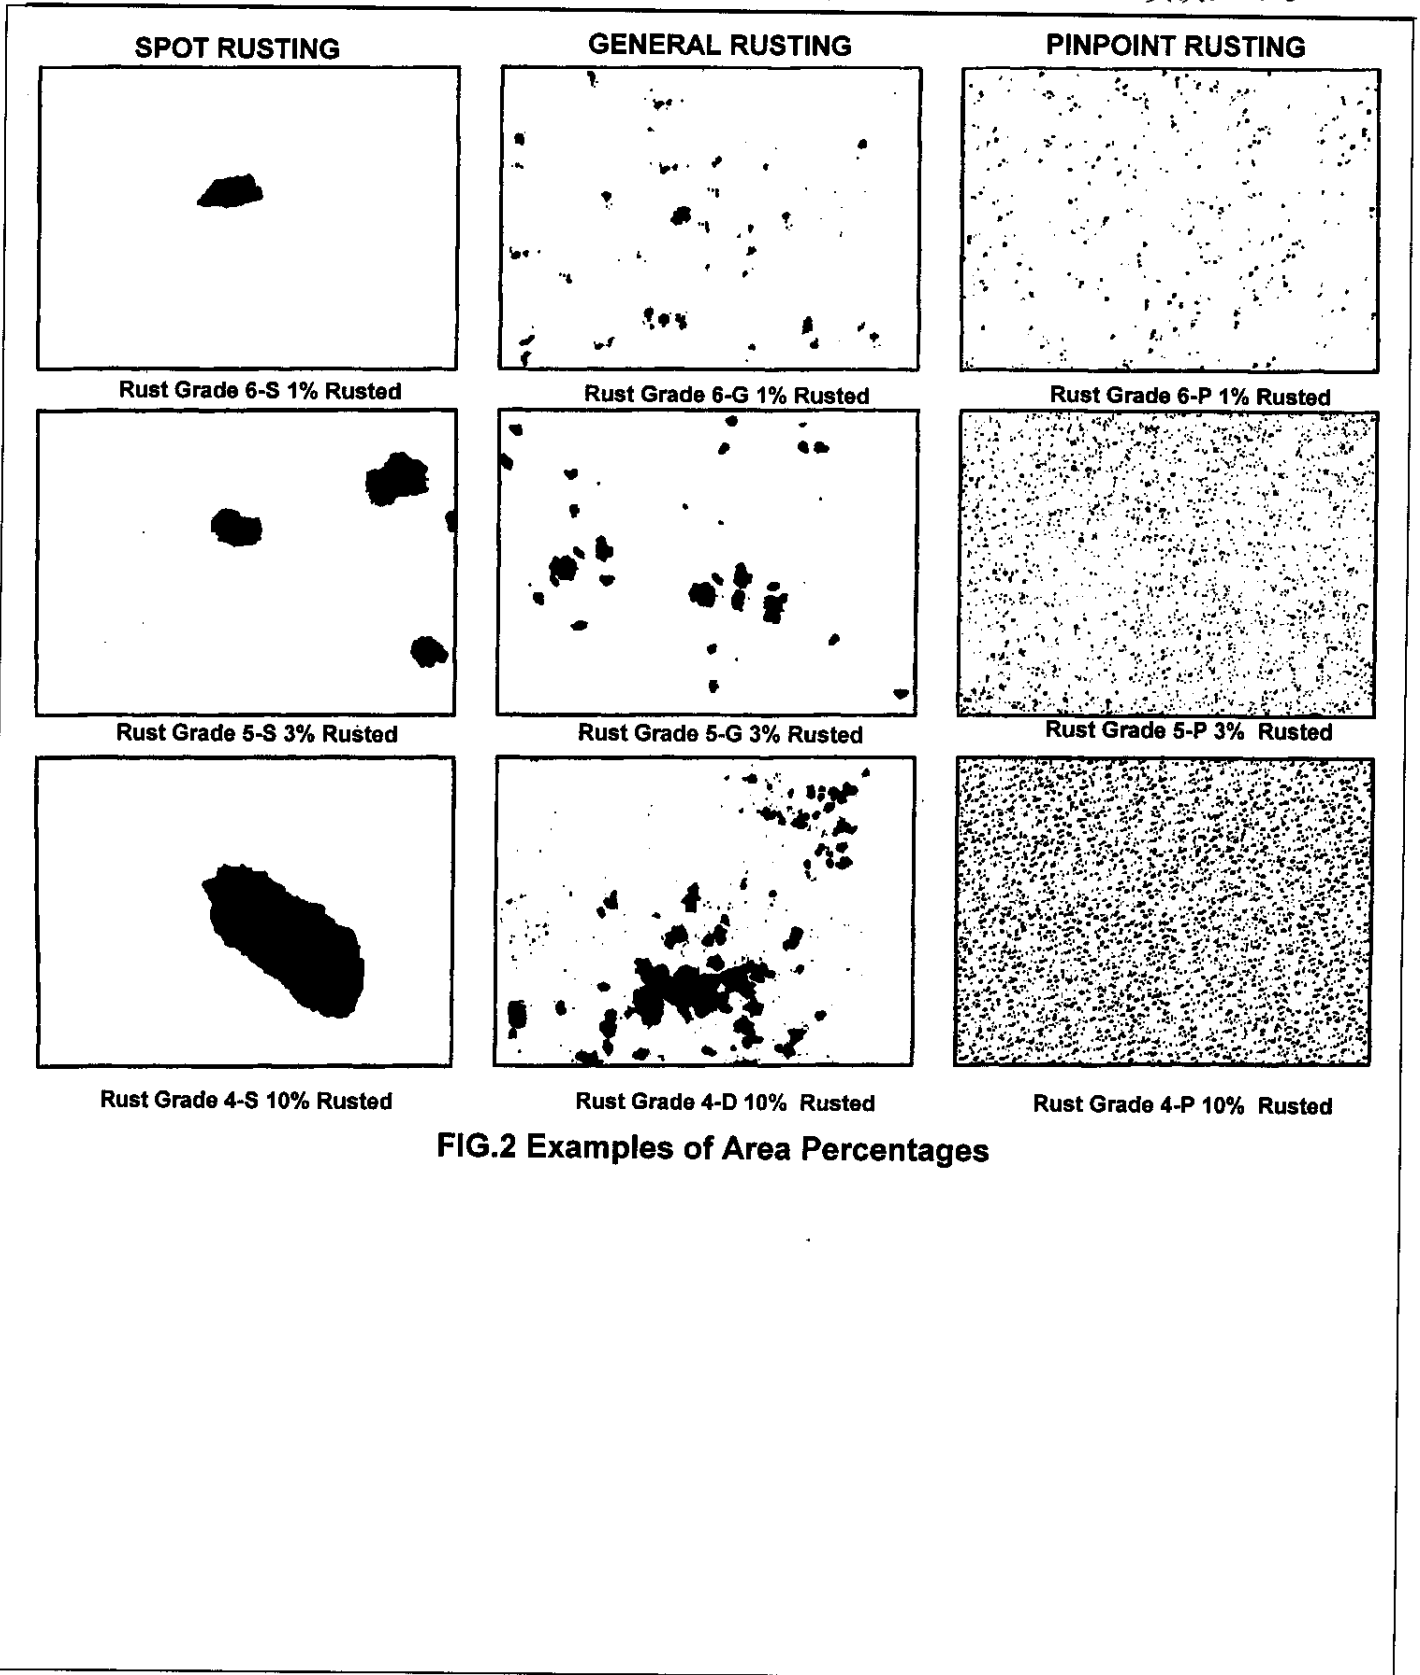 SPOT RUSTING
GENERAL RUSTING
PINPOINT RUSTING
Rust Grade 6-S 1% Rusted
Rust Grade 6-G 1% Rusted
Rust Grade 6-P 1% Rusted
Rust Grade 5-S 3% Rusted
Rust Grade 5-G 3% Rusted
Rust Grade 5-P 3% Rusted
Rust Grade 4-S 10% Rusted
Rust Grade 4-D 10% Rusted
Rust Grade 4-P 10% Rusted
FIG.2 Examples of Area Percentages